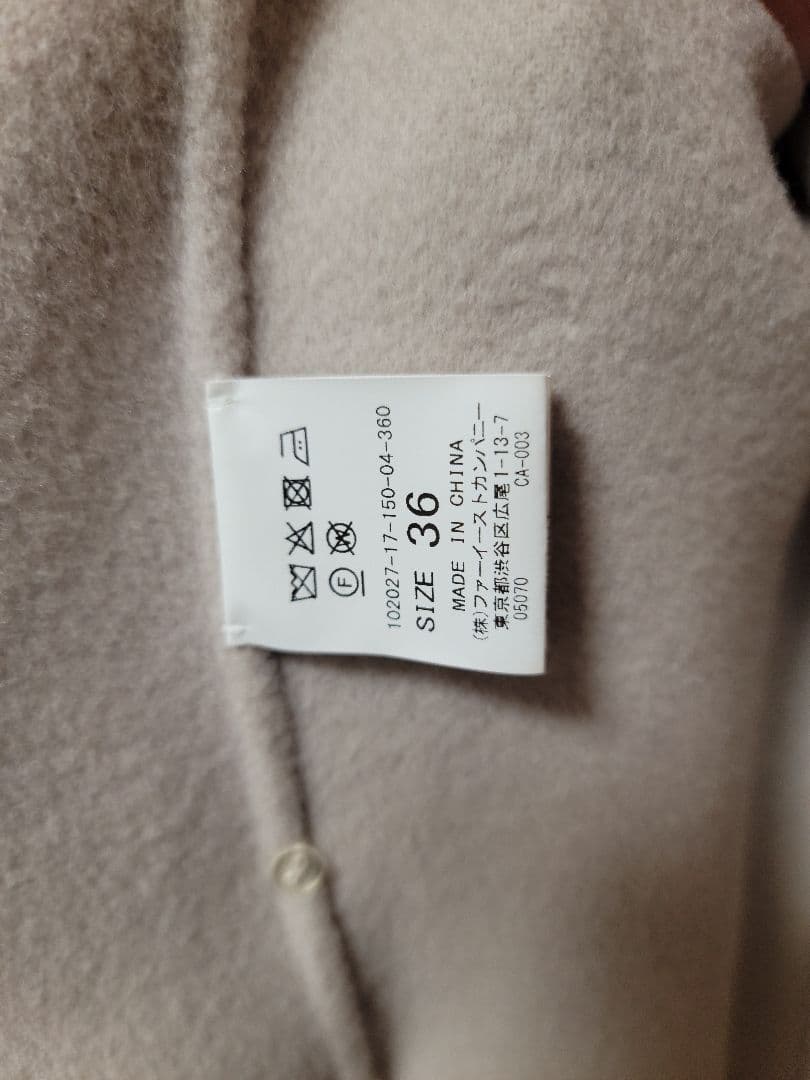 F
W
102027-17-150-04-360
SIZE 36
MADE IN CHINA
(株)ファーイーストカンパニー
東京都渋谷区広尾1-13-7
05070 CA-003